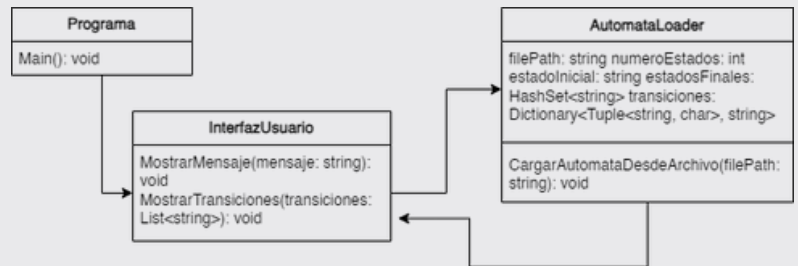 Programa
Main(): void
InterfazUsuario
MostrarMensaje(mensaje: string):
void
MostrarTransiciones(transiciones:
List<string>): void
AutomataLoader
filePath: string numeroEstados: int
estadoInicial: string estadosFinales:
HashSet<string> transiciones:
Dictionary<Tuple<string, char>, string>
CargarAutomataDesdeArchivo(filePath:
string): void